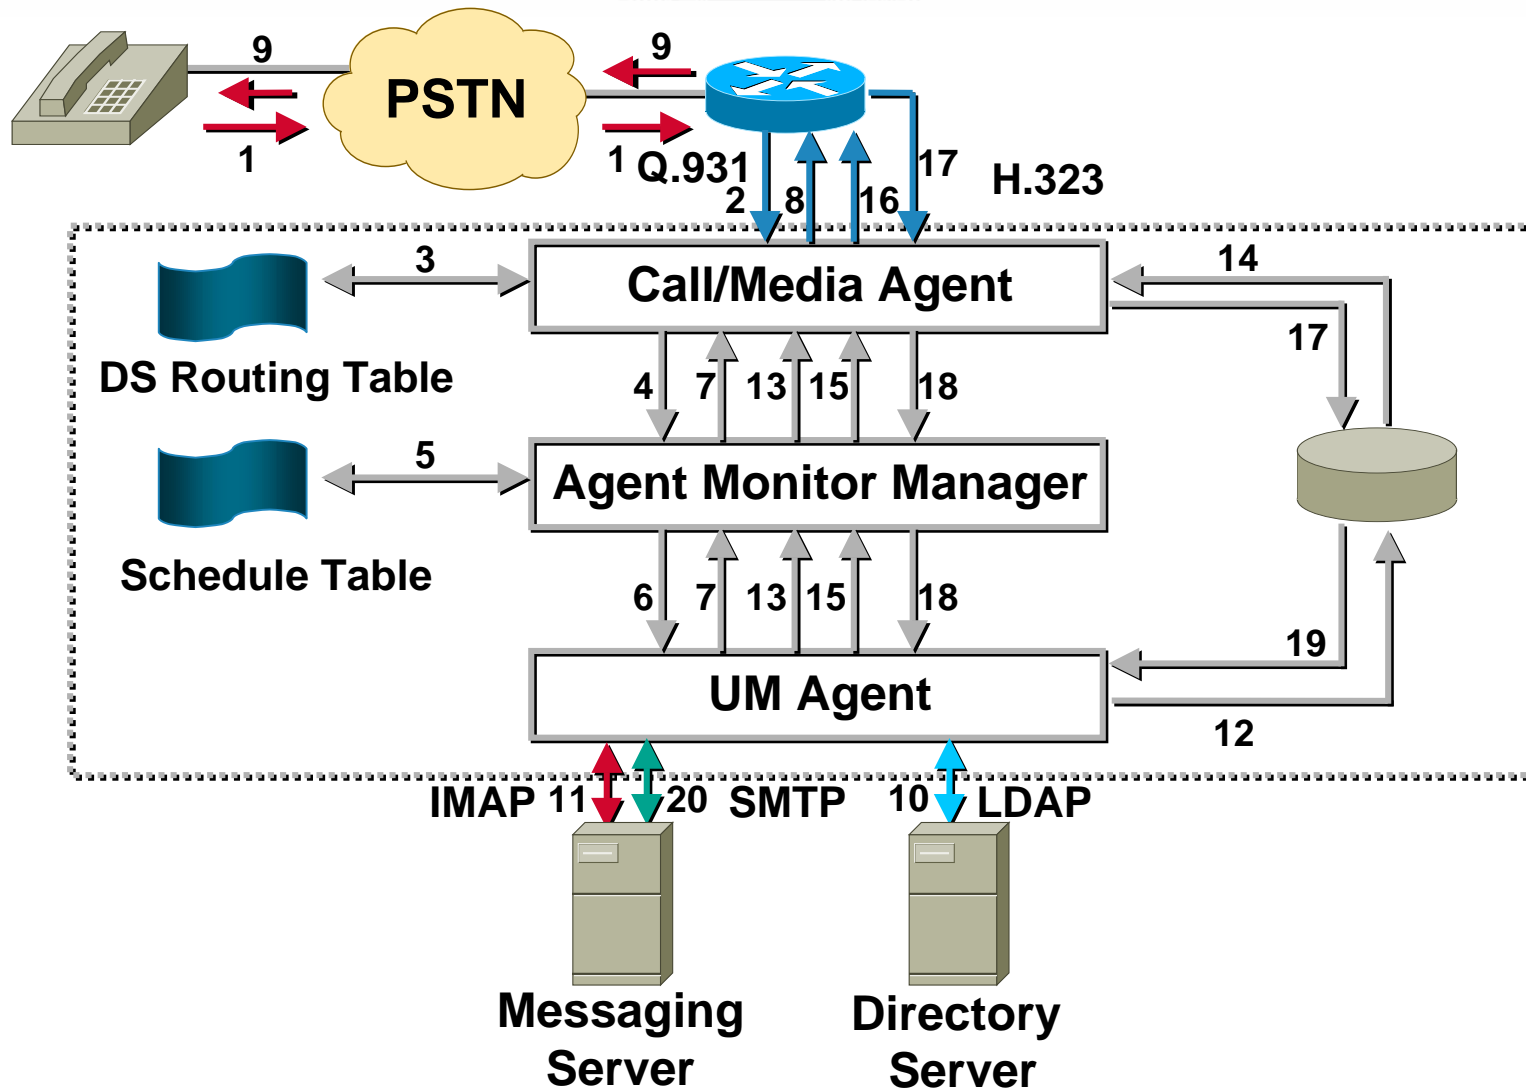 9
9
PSTN
1
1
Q.931
17
H.323
2
8
16
3
Call/Media Agent
14
17
DS Routing Table
4
7
13
15
18
5
Agent Monitor Manager
Schedule Table
6
7
13
15
18
19
UM Agent
12
IMAP
11
20
SMTP
10
LDAP
Messaging
Server
Directory
Server